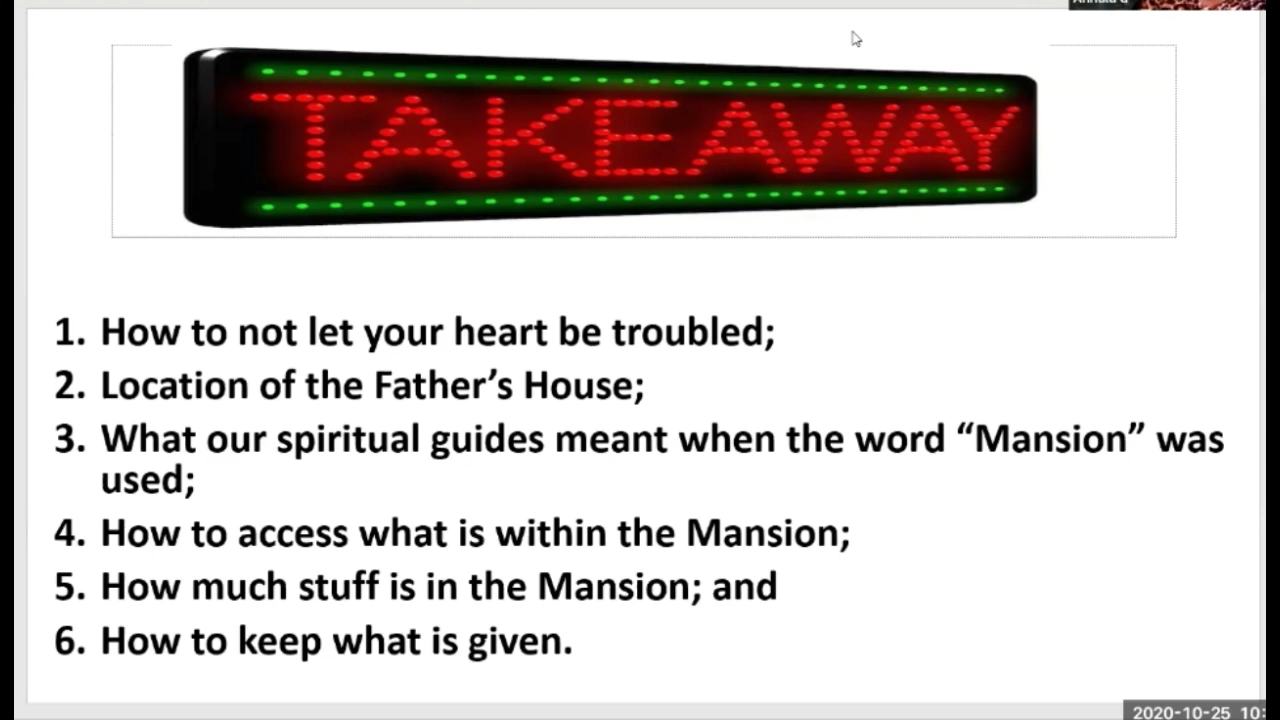 TAKEAWAY
1. How to not let your heart be troubled;
2. Location of the Father’s House;
3. What our spiritual guides meant when the word “Mansion” was
used;
4. How to access what is within the Mansion;
5. How much stuff is in the Mansion; and
6. How to keep what is given.
2020-10-25 10: